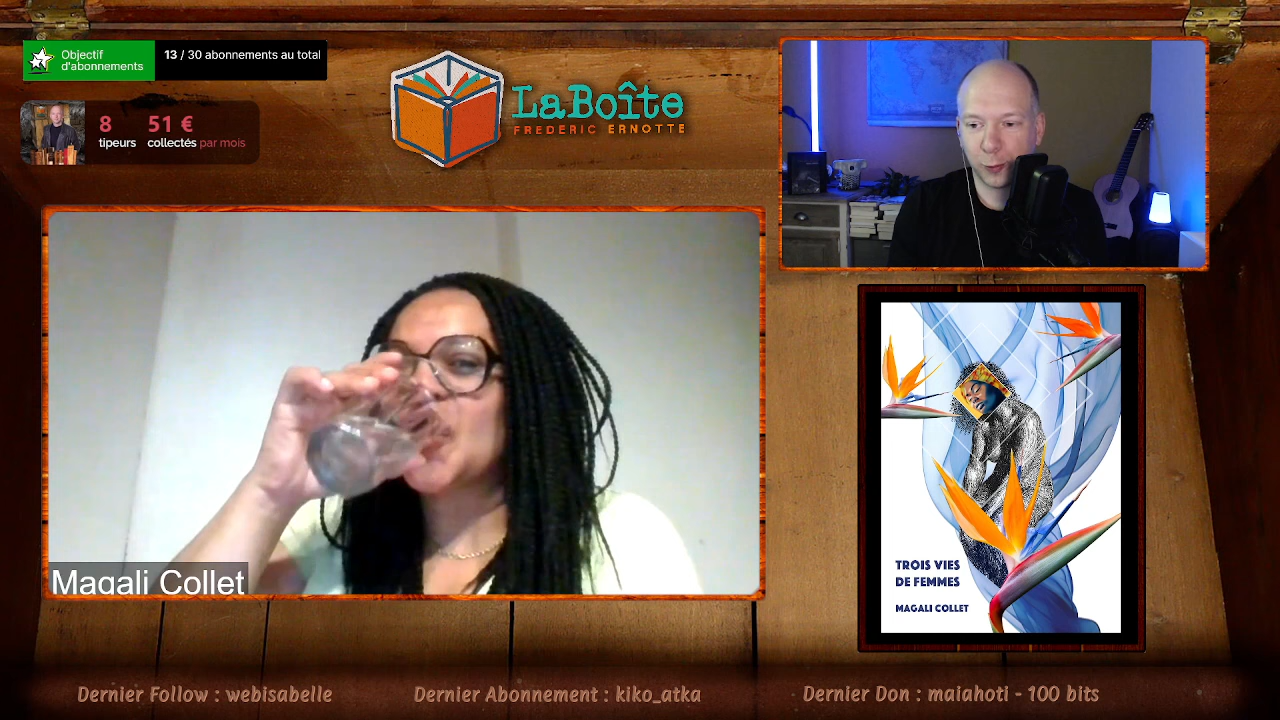 Objectif
d'abonnements
13 / 30 abonnements au total
8
tipeurs
51 €
collectés par mois
LaBoîte
FREDERIC ERNOTTE
Magali Collet
TROIS VIES
DE FEMMES
MAGALI COLLET
Dernier Follow : webisabelle
Dernier Abonnement : kiko_atka
Dernier Don : maiahoti - 100 bits